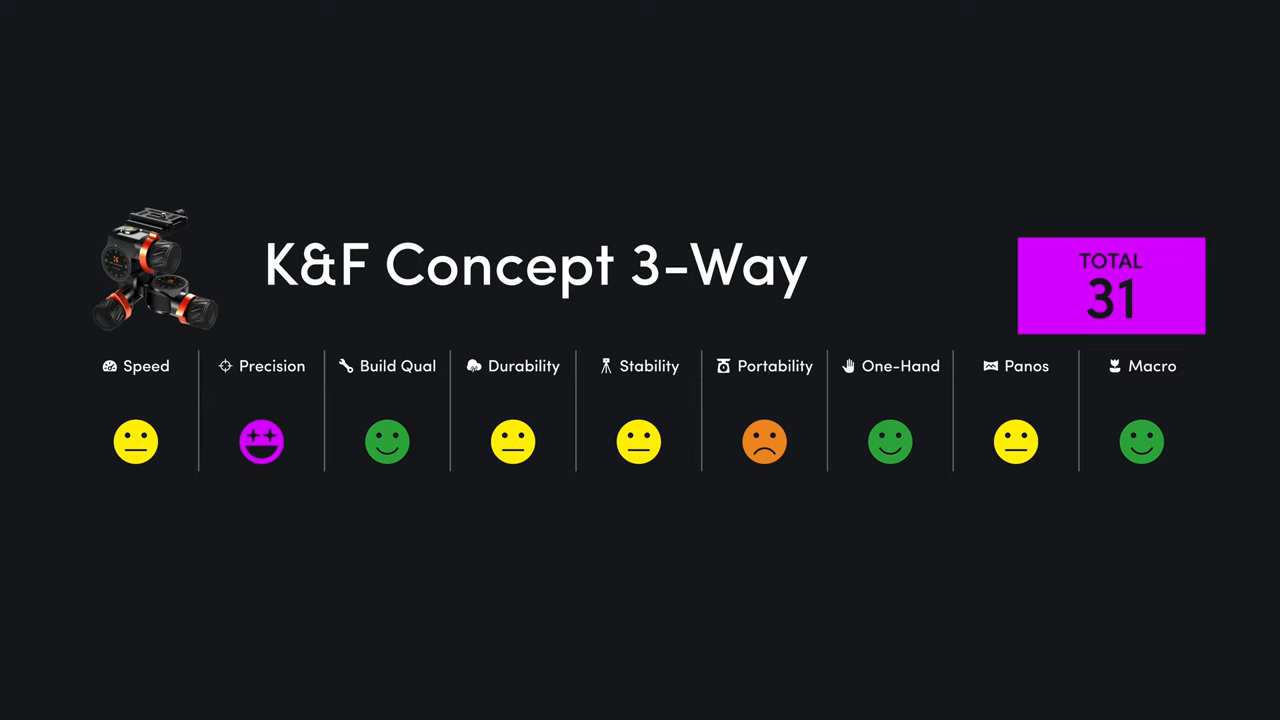 K&F Concept 3-Way
TOTAL
31
Speed
Precision
Build Qual
Durability
Stability
Portability
One-Hand
Panos
Macro